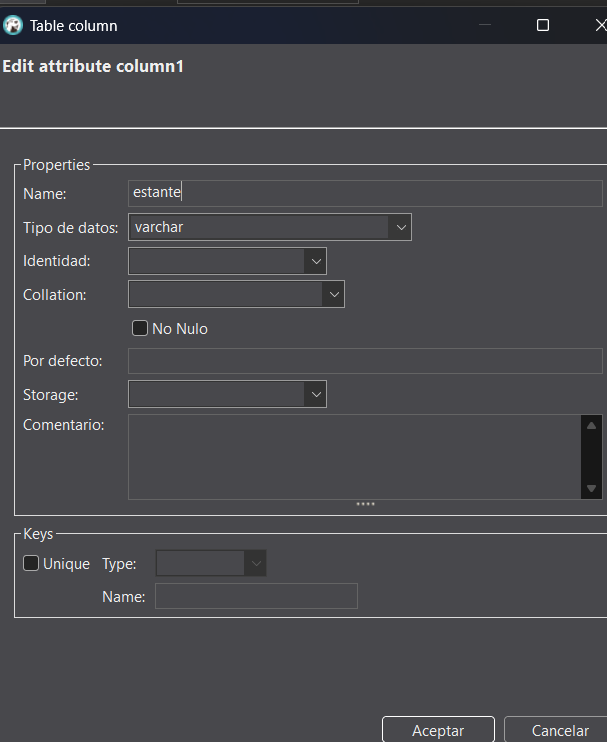 Table column
Edit attribute column1
Properties
Name: estante
Tipo de datos: varchar
Identidad:
Collation:
No Nulo
Por defecto:
Storage:
Comentario:
Keys
Unique Type:
Name:
Aceptar Cancelar